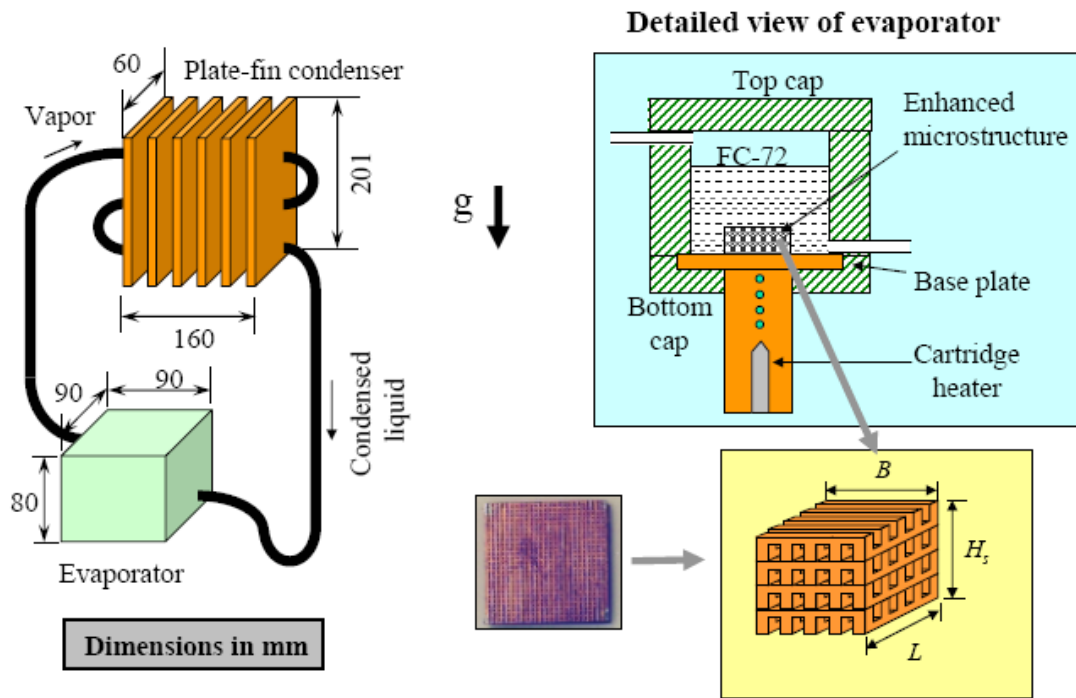 Detailed view of evaporator
60
Plate-fin condenser
Vapor
201
160
g
90
90
80
Condensed
liquid
Evaporator
Dimensions in mm
Top cap
Enhanced
microstructure
FC-72
Base plate
Bottom
cap
Cartridge
heater
B
Hs
L